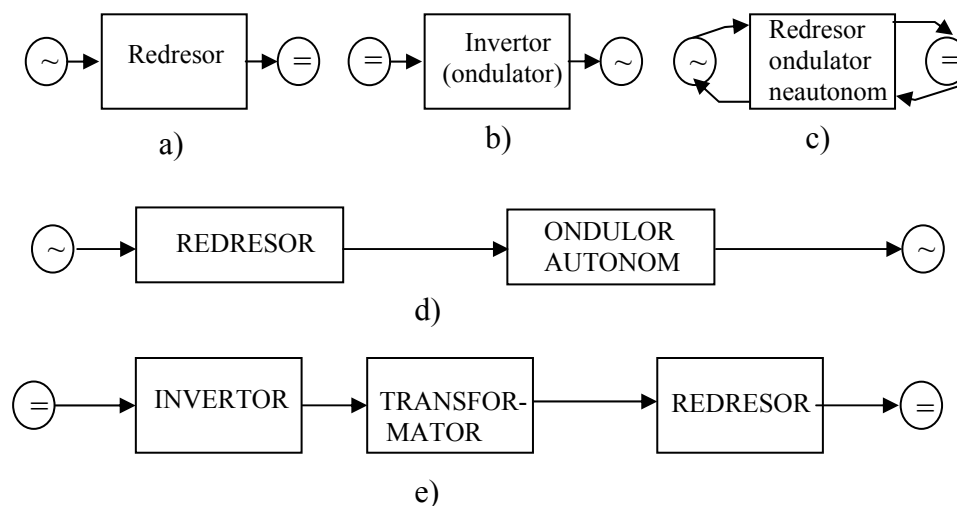 ~
Redresor
=
=
Invertor
(ondulator)
~
~
Redresor
ondulator
neautonom
=
a)
b)
c)
~
REDRESOR
ONDULOR
AUTONOM
~
d)
=
INVERTOR
TRANSFOR-
MATOR
REDRESOR
=
e)